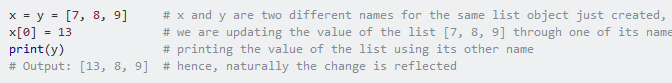 x = y = [7, 8, 9]     # x and y are two different names for the same list object just created,
x[0] = 13             # we are updating the value of the list [7, 8, 9] through one of its name
print(y)              # printing the value of the list using its other name
# Output: [13, 8, 9]  # hence, naturally the change is reflected